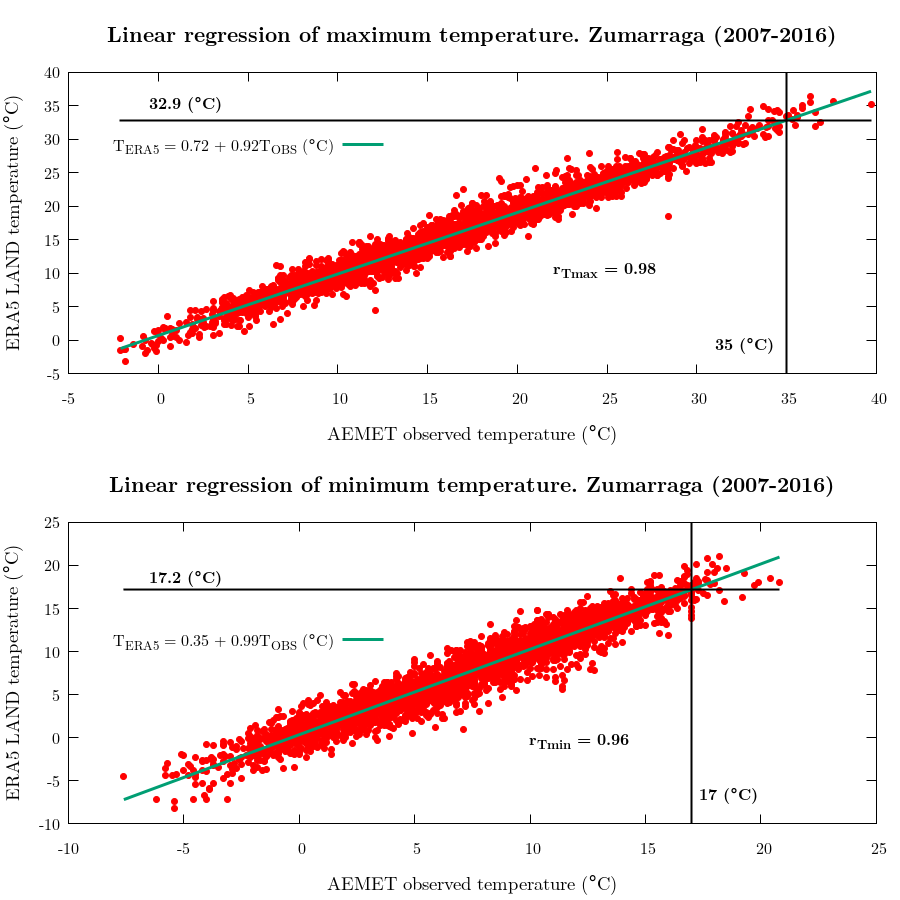 Linear regression of maximum temperature. Zumarraga (2007-2016)
40
35
30
25
20
15
10
5
0
-5
ERA5 LAND temperature (°C)
32.9 (°C)
T_ERA5 = 0.72 + 0.92T_OBS (°C)
r_Tmax = 0.98
35 (°C)
-5 0 5 10 15 20 25 30 35 40
AEMET observed temperature (°C)
Linear regression of minimum temperature. Zumarraga (2007-2016)
25
20
15
10
5
0
-5
-10
ERA5 LAND temperature (°C)
17.2 (°C)
T_ERA5 = 0.35 + 0.99T_OBS (°C)
r_Tmin = 0.96
17 (°C)
-10 -5 0 5 10 15 20 25
AEMET observed temperature (°C)